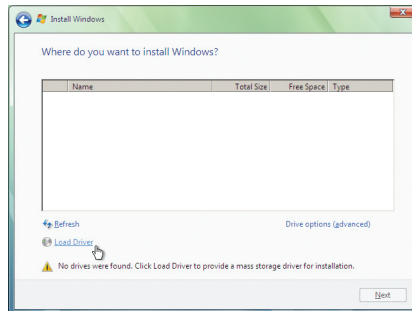 Install Windows
Where do you want to install Windows?
Name Total Size Free Space Type
Refresh Drive options (advanced)
Load Driver
No drives were found. Click Load Driver to provide a mass storage driver for installation.
Next